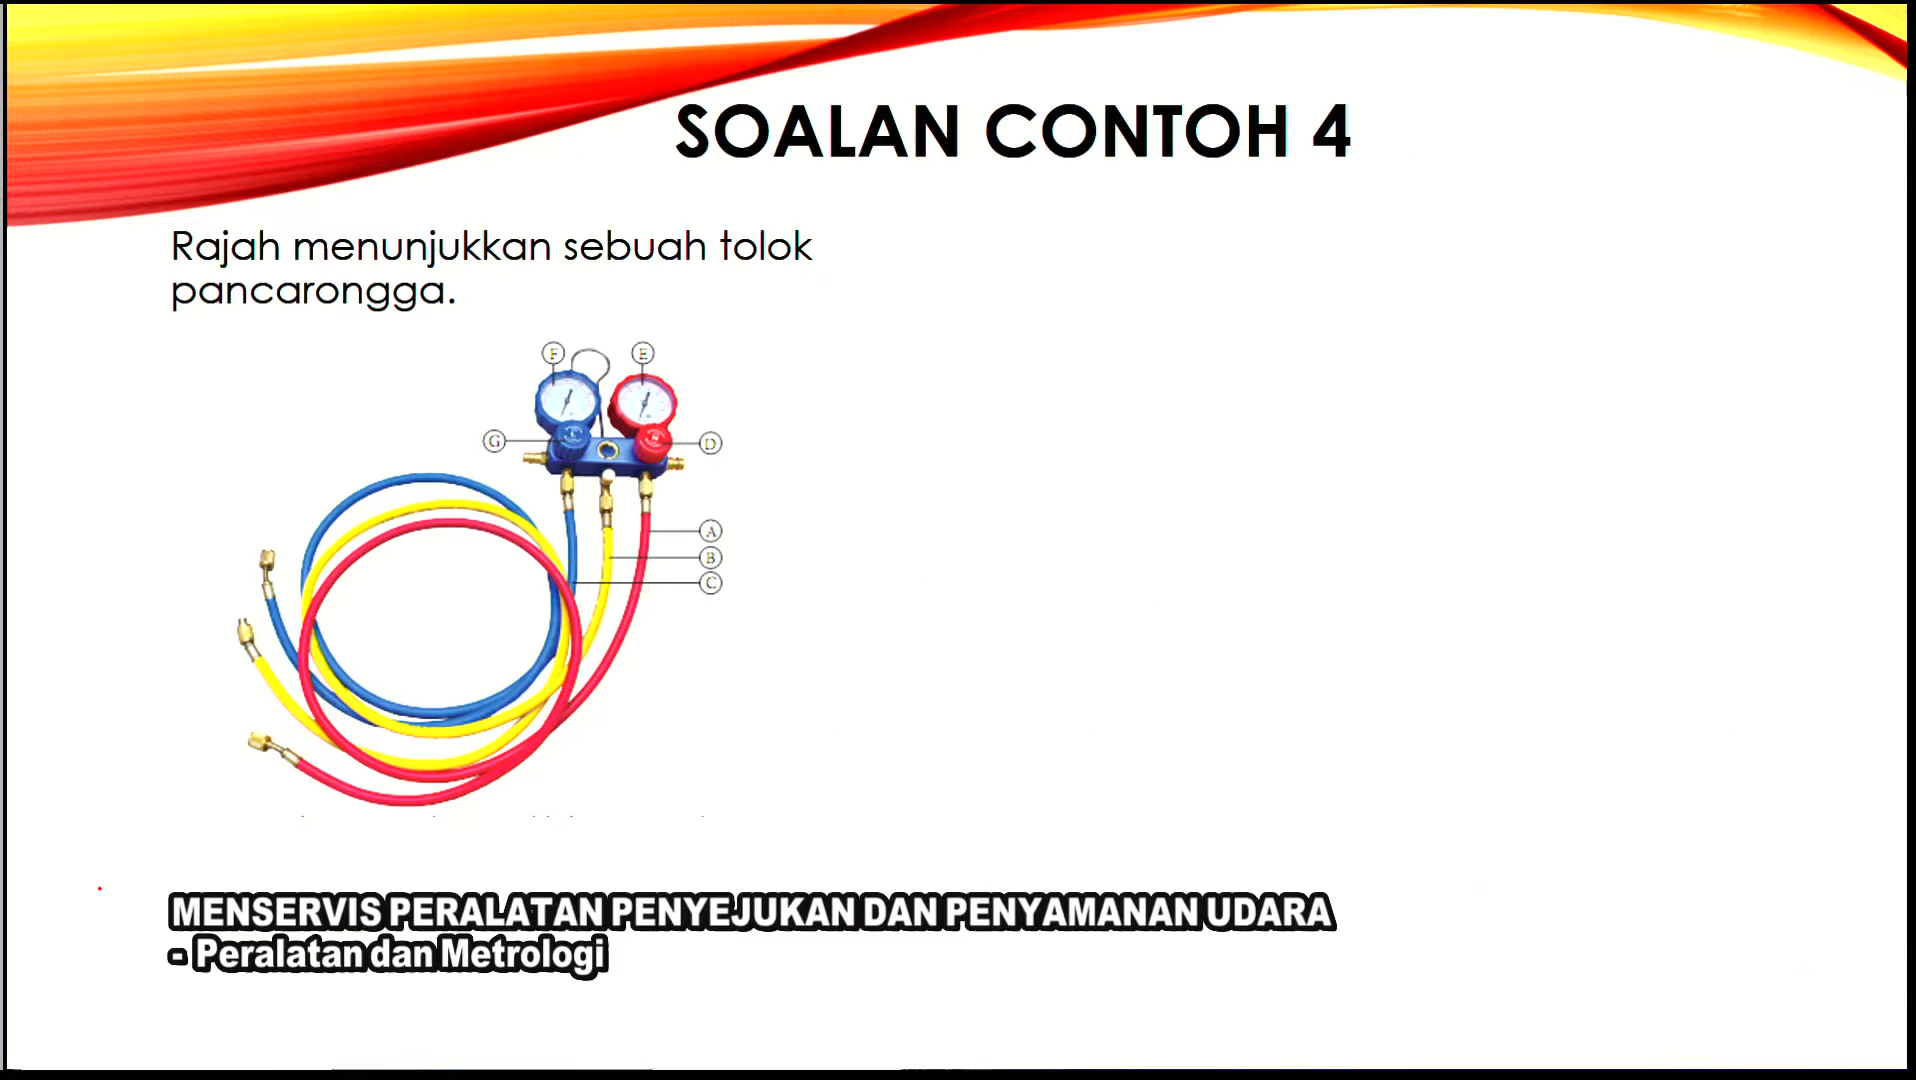 SOALAN CONTOH 4
Rajah menunjukkan sebuah tolok
pancarongga.
F
E
G
D
A
B
C
MENSERVIS PERALATAN PENYEJUKAN DAN PENYAMANAN UDARA
- Peralatan dan Metrologi